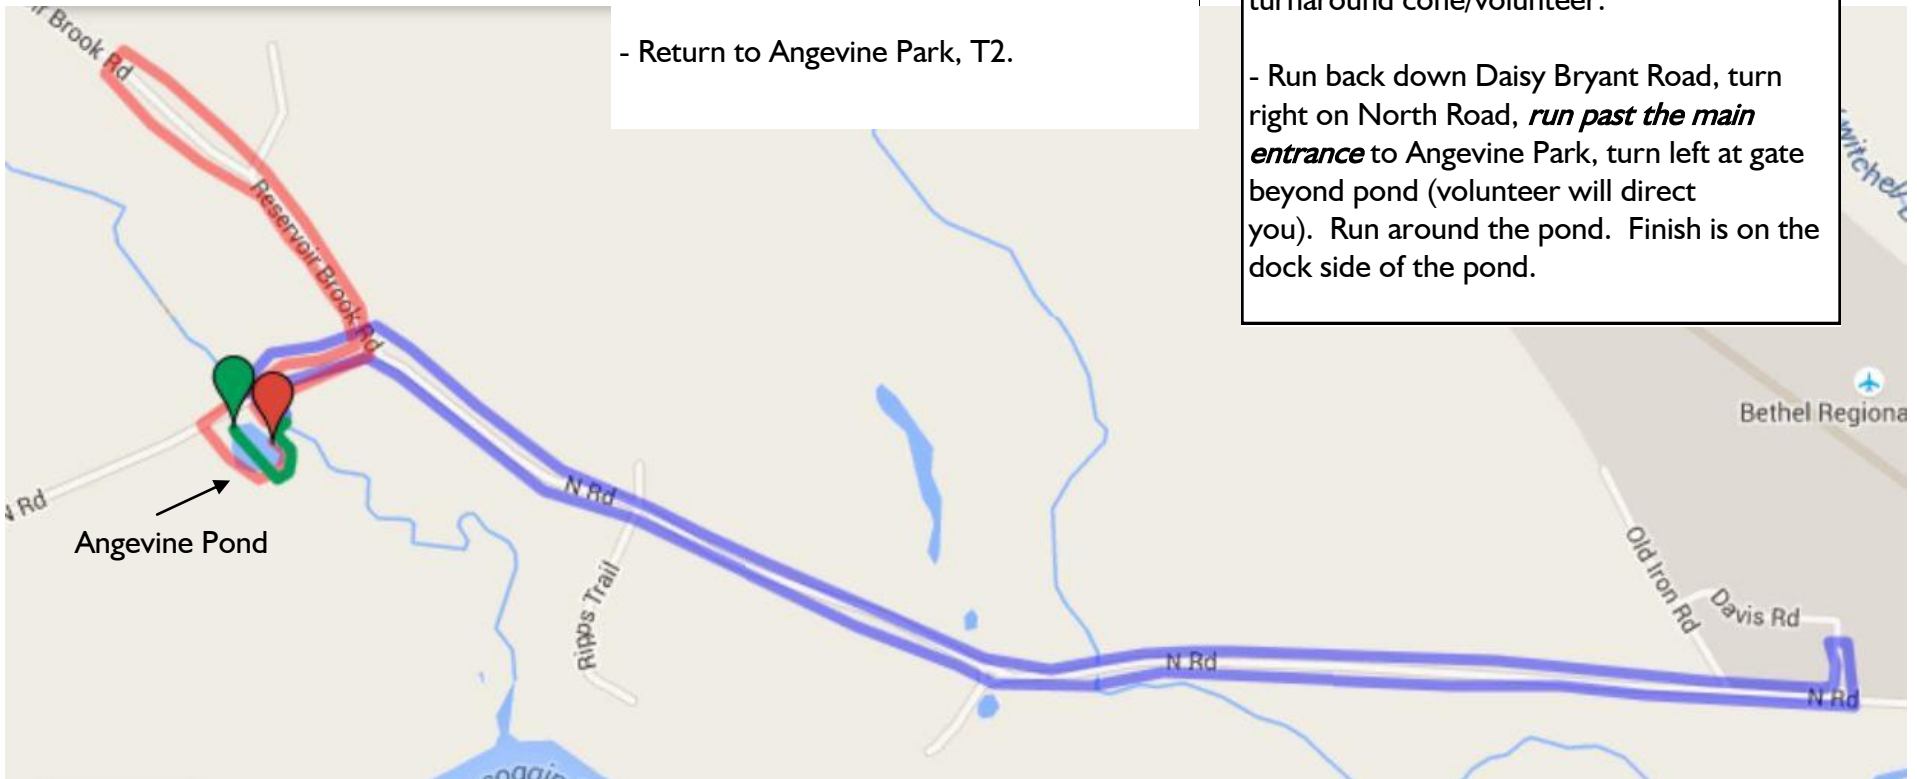 - Return to Angevine Park, T2.
turnaround cone/volunteer.
- Run back down Daisy Bryant Road, turn
right on North Road, run past the main
entrance to Angevine Park, turn left at gate
beyond pond (volunteer will direct
you). Run around the pond. Finish is on the
dock side of the pond.
Brook Rd
Reservoir Brook Rd
N Rd
Angevine Pond
N Rd
Ripps Trail
N Rd
Old Iron Rd
Davis Rd
N Rd
Bethel Regiona